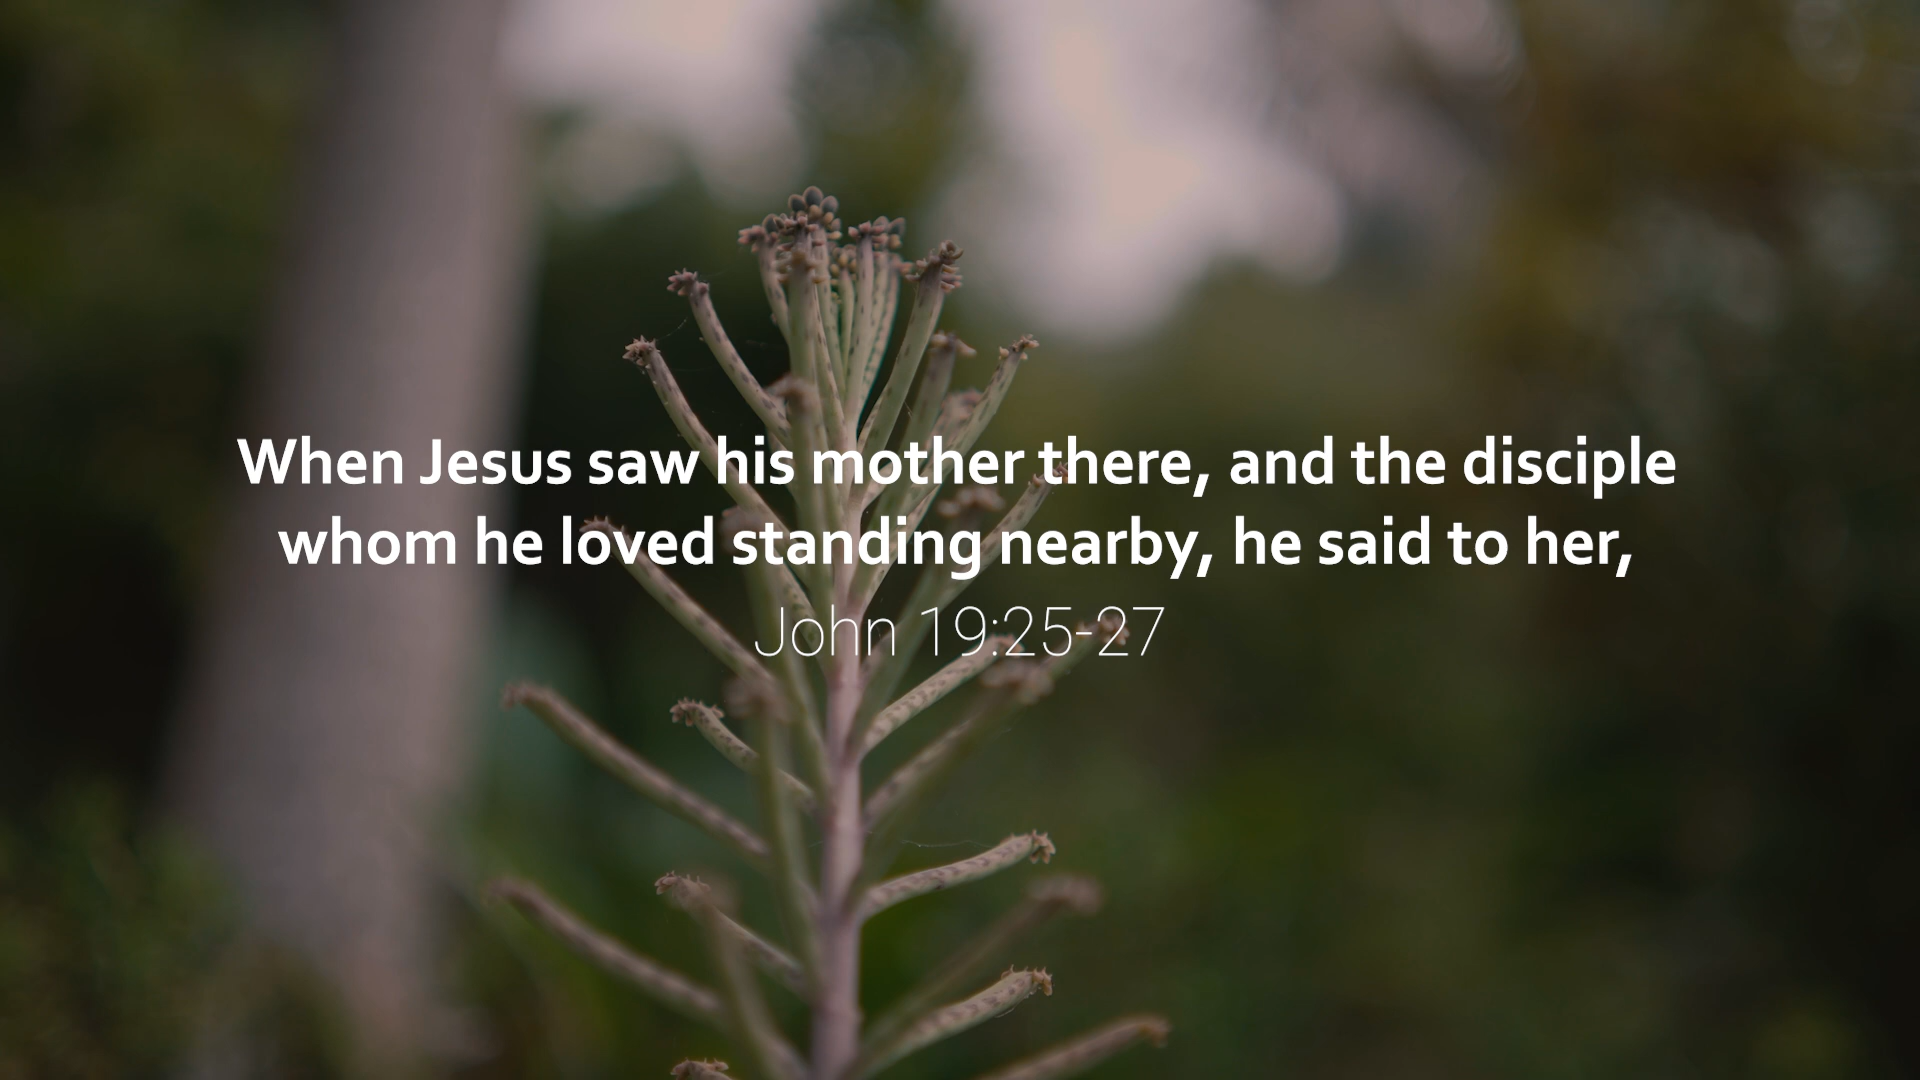 When Jesus saw his mother there, and the disciple
whom he loved standing nearby, he said to her,
John 19:25-27